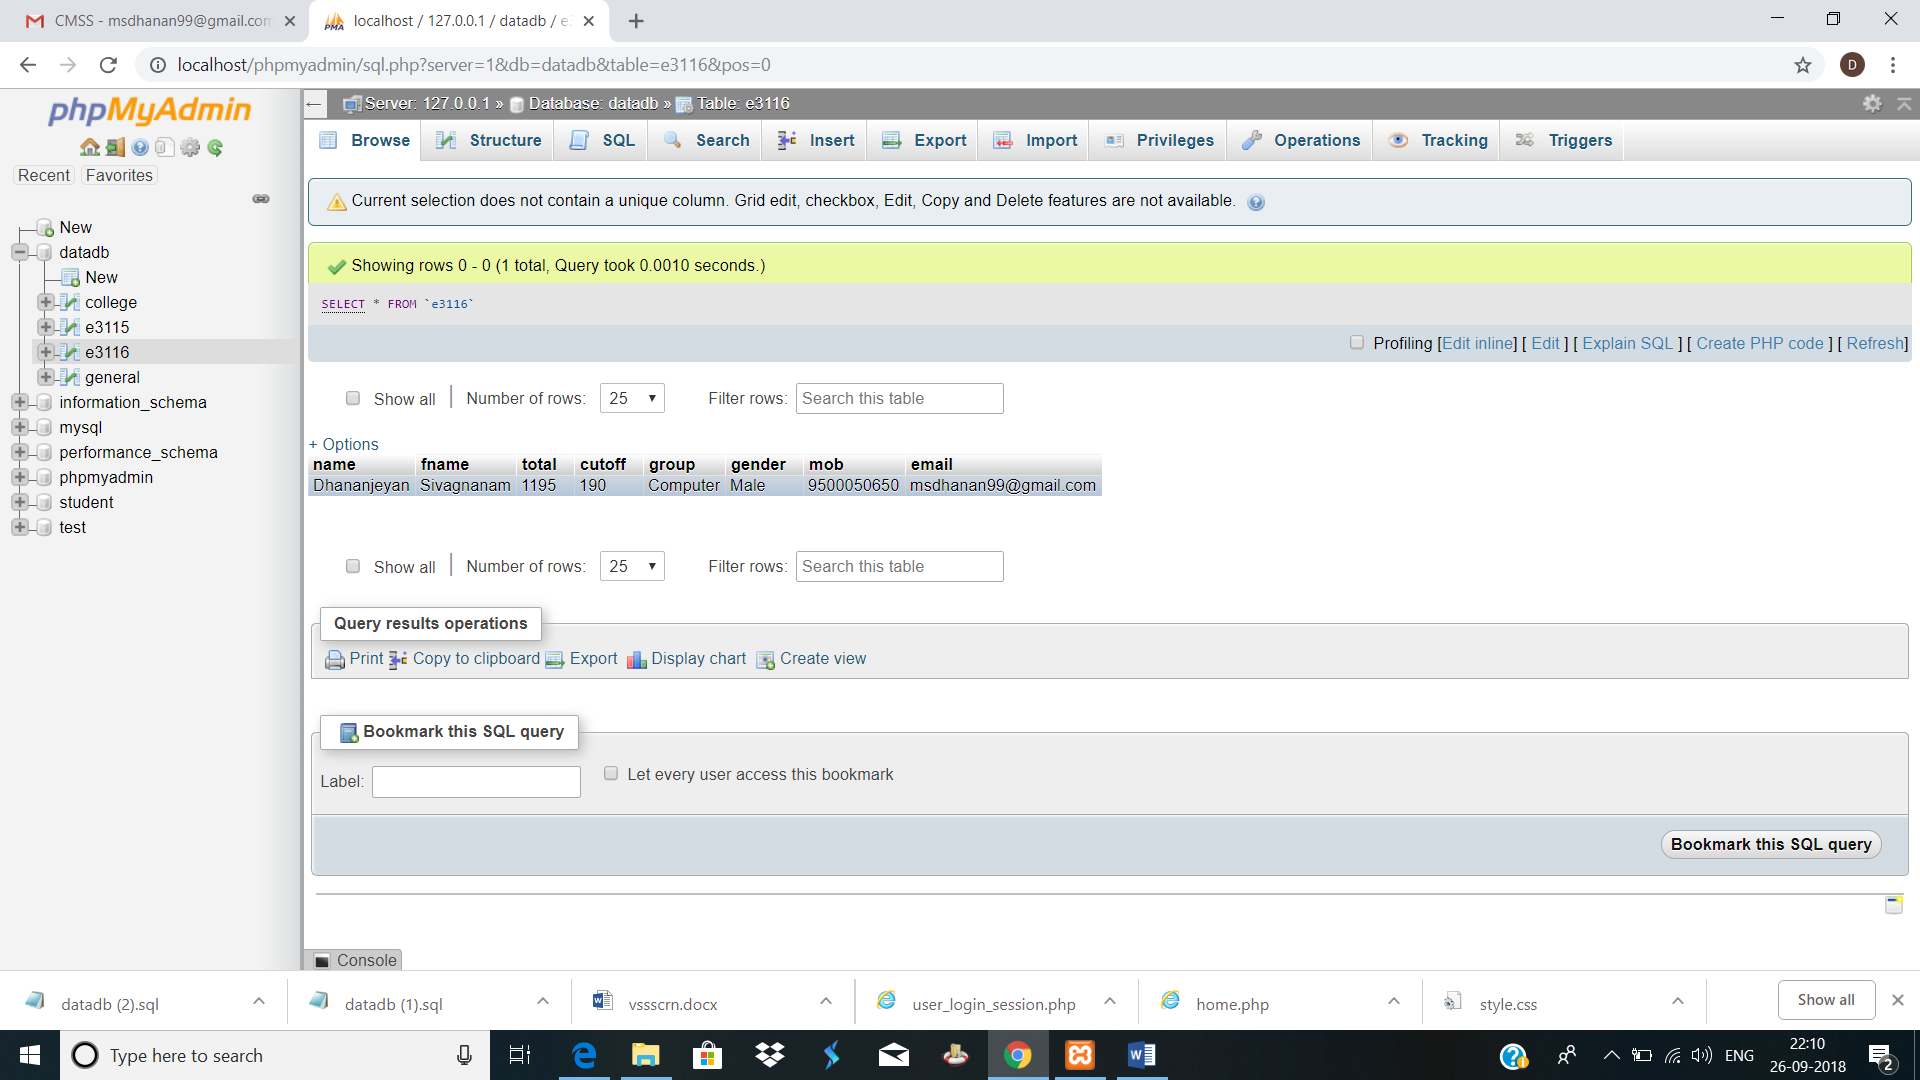 CMSS - msdhanan99@gmail.com
localhost / 127.0.0.1 / datadb / e
localhost/phpmyadmin/sql.php?server=1&db=datadb&table=e3116&pos=0
D
phpMyAdmin
Recent Favorites
New
datadb
New
college
e3115
e3116
general
information_schema
mysql
performance_schema
phpmyadmin
student
test
Server: 127.0.0.1 » Database: datadb » Table: e3116
Browse Structure SQL Search Insert Export Import Privileges Operations Tracking Triggers
Current selection does not contain a unique column. Grid edit, checkbox, Edit, Copy and Delete features are not available.
Showing rows 0 - 0 (1 total, Query took 0.0010 seconds.)
SELECT * FROM `e3116`
Profiling [Edit inline] [ Edit ] [ Explain SQL ] [ Create PHP code ] [ Refresh]
Show all | Number of rows: 25 Filter rows: Search this table
+ Options
name fname total cutoff group gender mob email
Dhananjeyan Sivagnanam 1195 190 Computer Male 9500050650 msdhanan99@gmail.com
Show all | Number of rows: 25 Filter rows: Search this table
Query results operations
Print Copy to clipboard Export Display chart Create view
Bookmark this SQL query
Label: Let every user access this bookmark
Bookmark this SQL query
Console
datadb (2).sql datadb (1).sql vssscrn.docx user_login_session.php home.php style.css Show all
Type here to search
ENG
22:10
26-09-2018
2